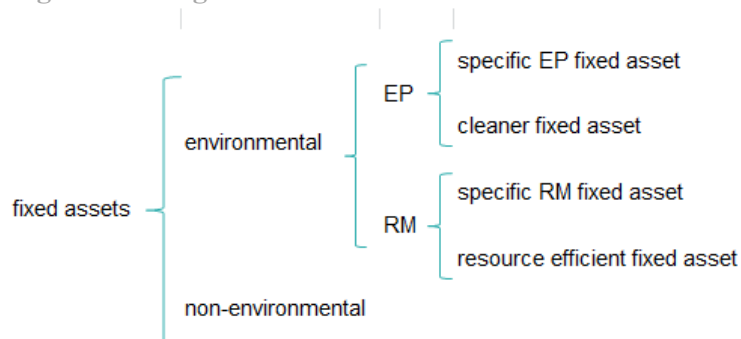 specific EP fixed asset
EP
cleaner fixed asset
environmental
specific RM fixed asset
fixed assets
RM
resource efficient fixed asset
non-environmental